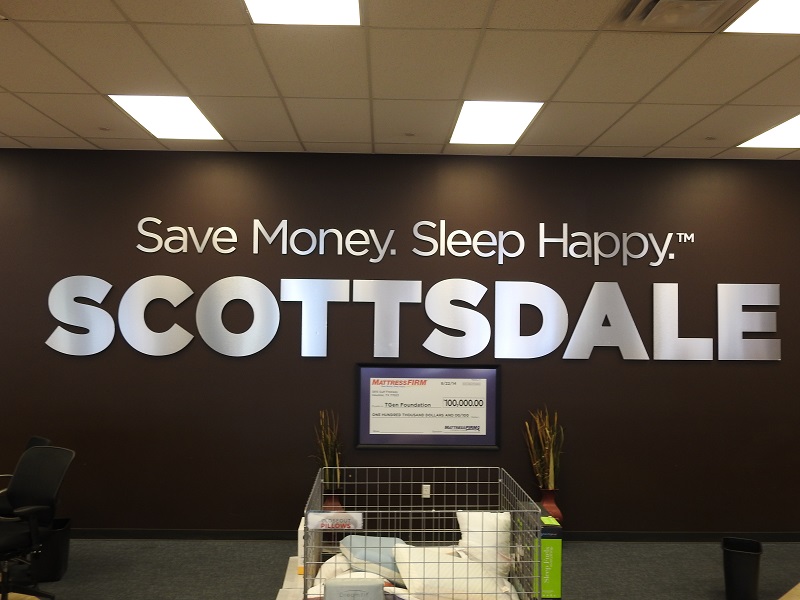 Save Money. Sleep Happy.™
SCOTTSDALE
MATTRESSFIRM
TGen Foundation 100,000.00
ONE HUNDRED THOUSAND DOLLARS AND 00/100
MATTRESSFIRM
PILLOWS